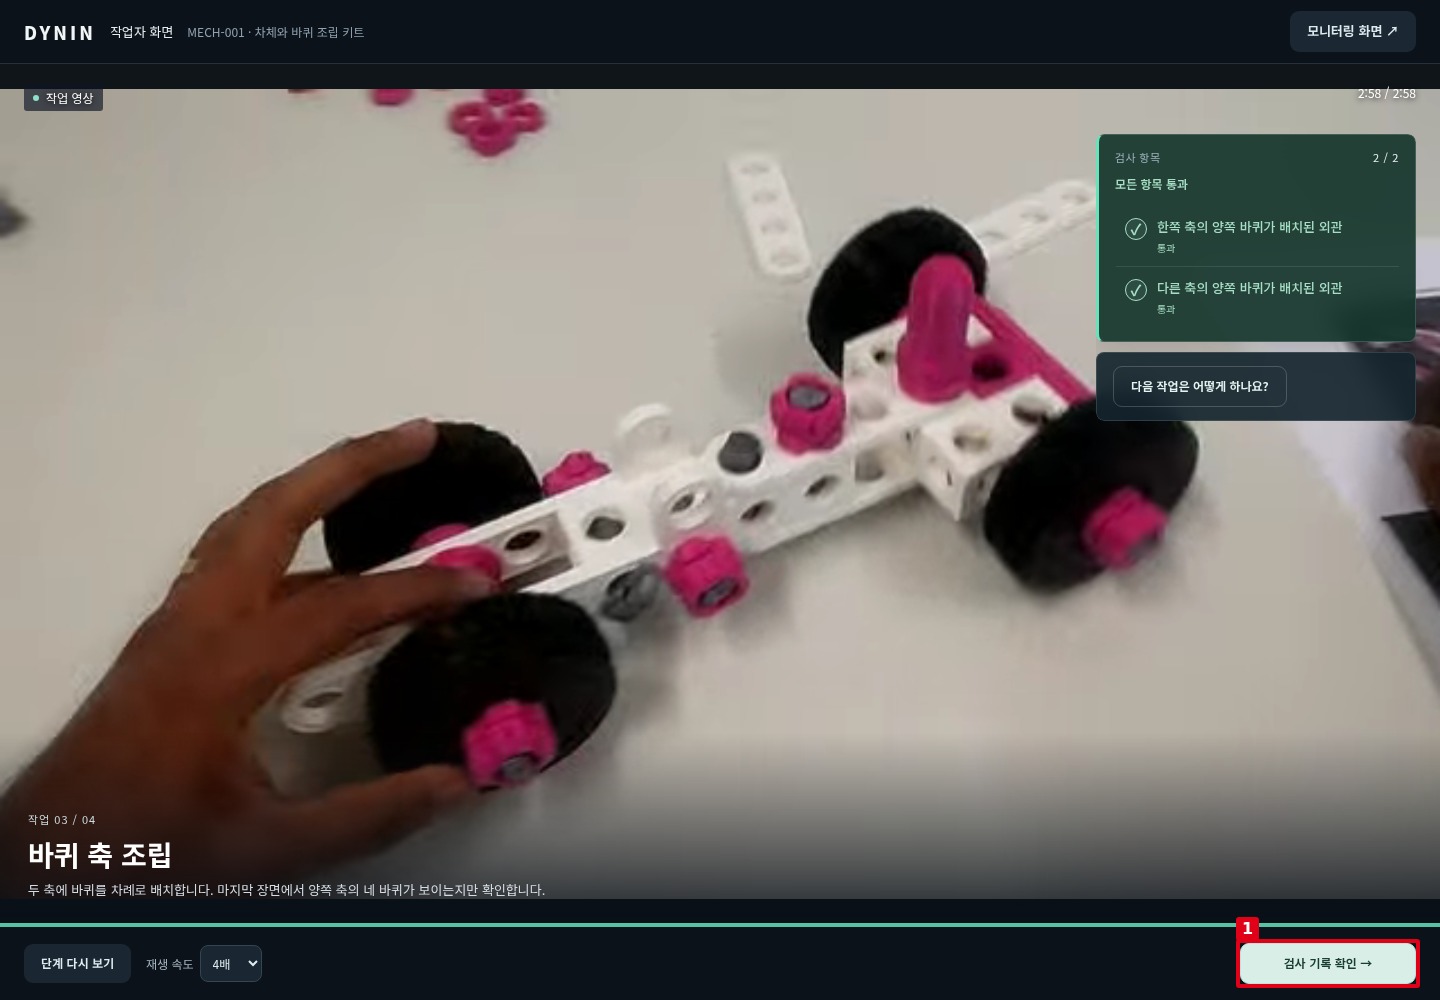 DYNIN 작업자 화면 MECH-001 · 차체와 바퀴 조립 키트
모니터링 화면 ↗
작업 영상
2:58 / 2:58
검사 항목 2 / 2
모든 항목 통과
한쪽 축의 양쪽 바퀴가 배치된 외관
통과
다른 축의 양쪽 바퀴가 배치된 외관
통과
다음 작업은 어떻게 하나요?
작업 03 / 04
바퀴 축 조립
두 축에 바퀴를 차례로 배치합니다. 마지막 장면에서 양쪽 축의 네 바퀴가 보이는지만 확인합니다.
단계 다시 보기
재생 속도 4배
1
검사 기록 확인 →